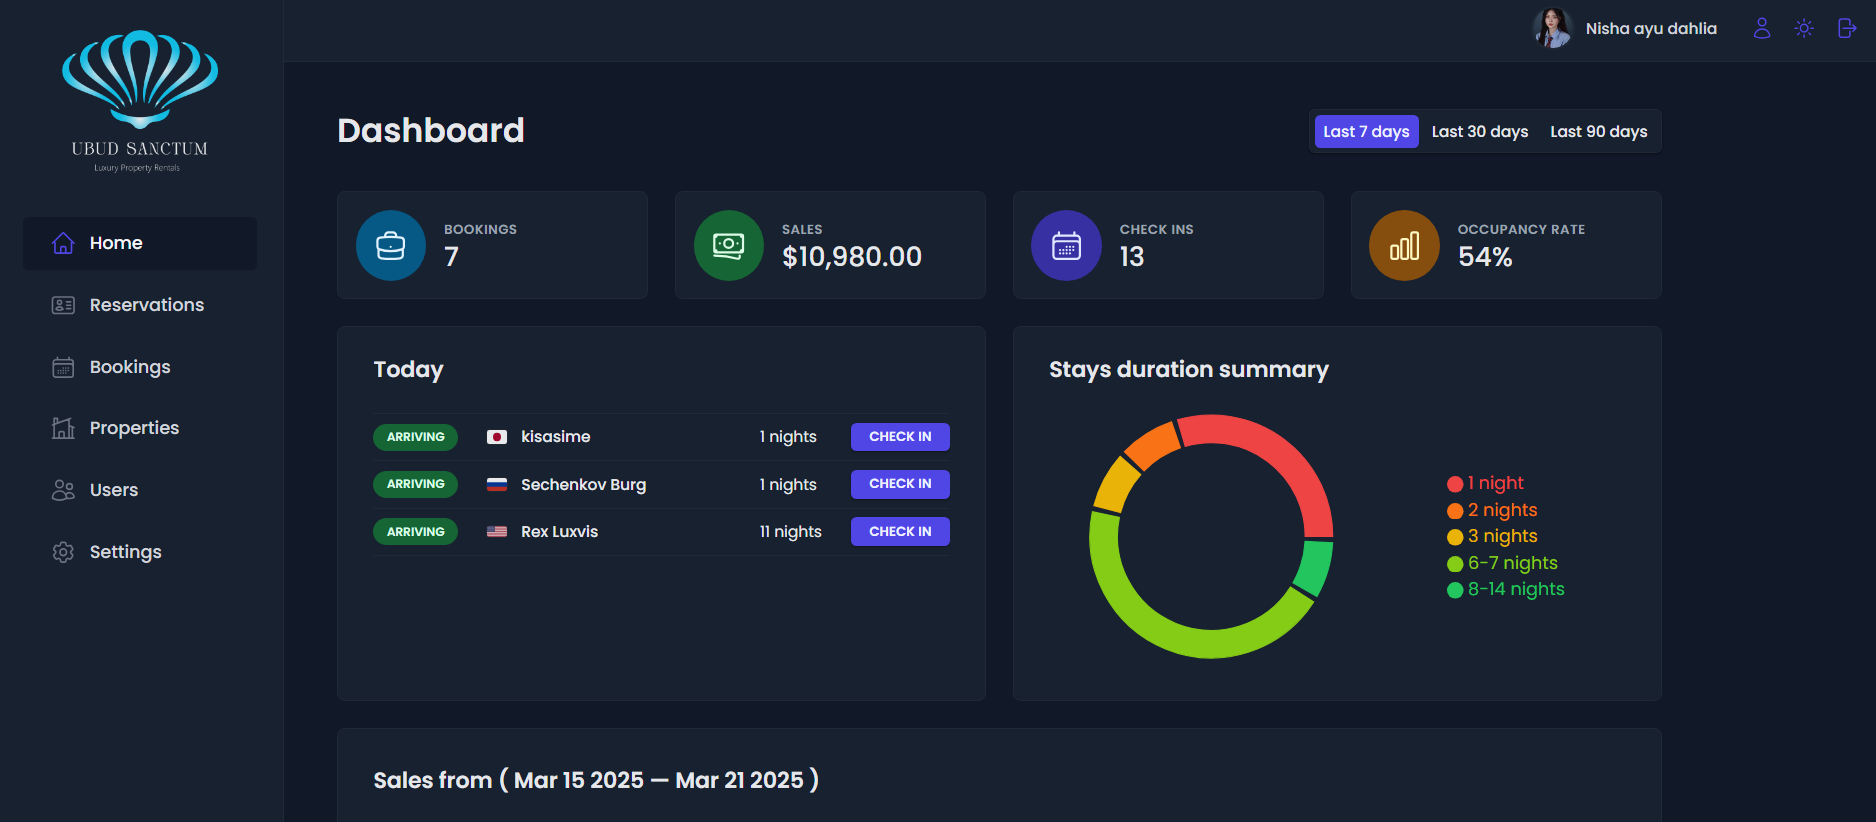 UBUD SANCTUM
Luxury Property Rentals
Home
Reservations
Bookings
Properties
Users
Settings
Nisha ayu dahlia
Dashboard
Last 7 days Last 30 days Last 90 days
BOOKINGS
7
SALES
$10,980.00
CHECK INS
13
OCCUPANCY RATE
54%
Today
ARRIVING kisasime 1 nights CHECK IN
ARRIVING Sechenkov Burg 1 nights CHECK IN
ARRIVING Rex Luxvis 11 nights CHECK IN
Stays duration summary
1 night
2 nights
3 nights
6-7 nights
8-14 nights
Sales from ( Mar 15 2025 — Mar 21 2025 )